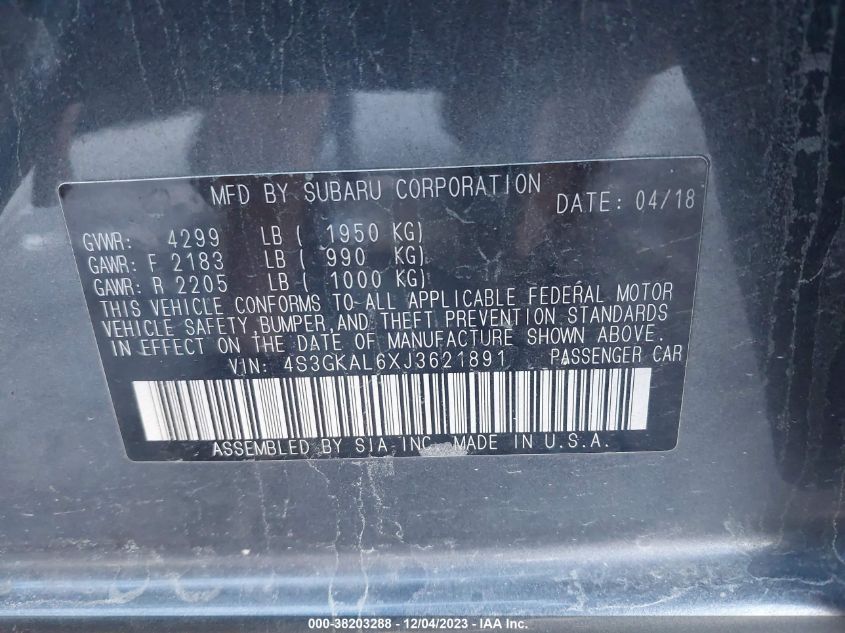 MFD BY SUBARU CORPORATION DATE: 04/18
GVWR: 4299 LB ( 1950 KG)
GAWR: F 2183 LB ( 990 KG)
GAWR: R 2205 LB ( 1000 KG)
THIS VEHICLE CONFORMS TO ALL APPLICABLE FEDERAL MOTOR
VEHICLE SAFETY, BUMPER, AND THEFT PREVENTION STANDARDS
IN EFFECT ON THE DATE OF MANUFACTURE SHOWN ABOVE.
VIN: 4S3GKAL6XJ3621891 PASSENGER CAR
ASSEMBLED BY SIA INC. MADE IN U.S.A.
000-38203288 - 12/04/2023 - IAA Inc.